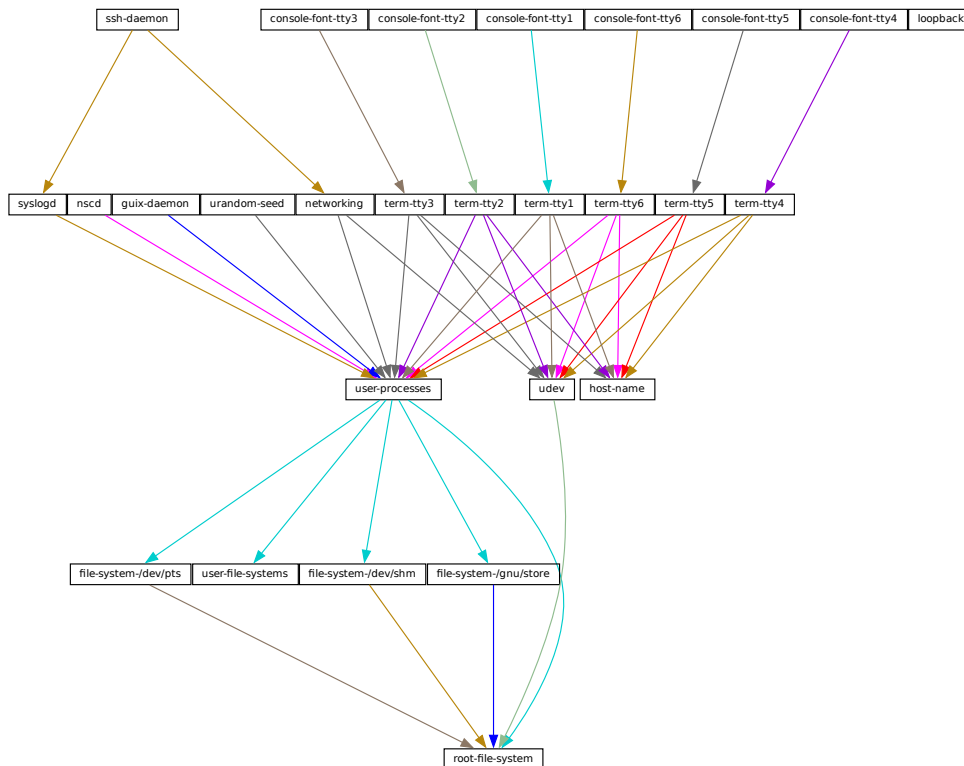 ssh-daemon
console-font-tty3
console-font-tty2
console-font-tty1
console-font-tty6
console-font-tty5
console-font-tty4
loopback
syslogd
nscd
guix-daemon
urandom-seed
networking
term-tty3
term-tty2
term-tty1
term-tty6
term-tty5
term-tty4
user-processes
udev
host-name
file-system-/dev/pts
user-file-systems
file-system-/dev/shm
file-system-/gnu/store
root-file-system